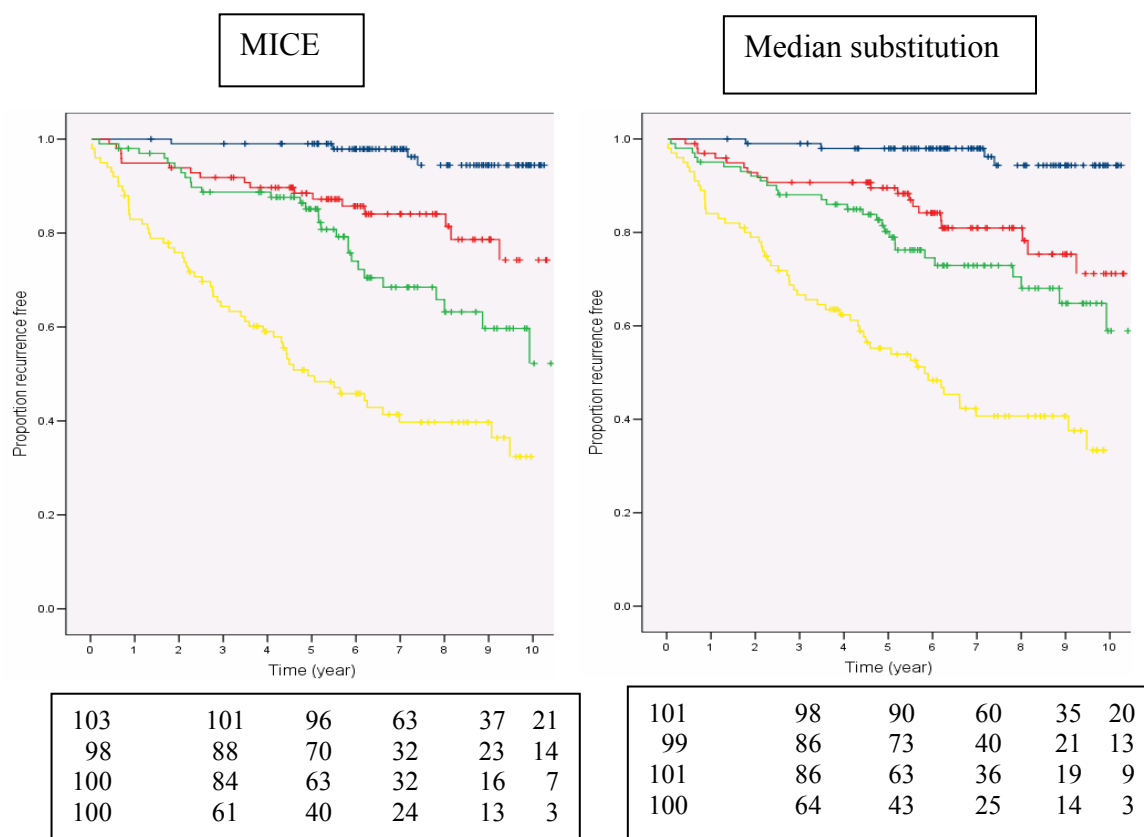 MICE
Median substitution
Proportion recurrence free
1.0
0.8
0.6
0.4
0.2
0.0
0 1 2 3 4 5 6 7 8 9 10
Time (year)
Proportion recurrence free
1.0
0.8
0.6
0.4
0.2
0.0
0 1 2 3 4 5 6 7 8 9 10
Time (year)
103 101 96 63 37 21
98 88 70 32 23 14
100 84 63 32 16 7
100 61 40 24 13 3
101 98 90 60 35 20
99 86 73 40 21 13
101 86 63 36 19 9
100 64 43 25 14 3